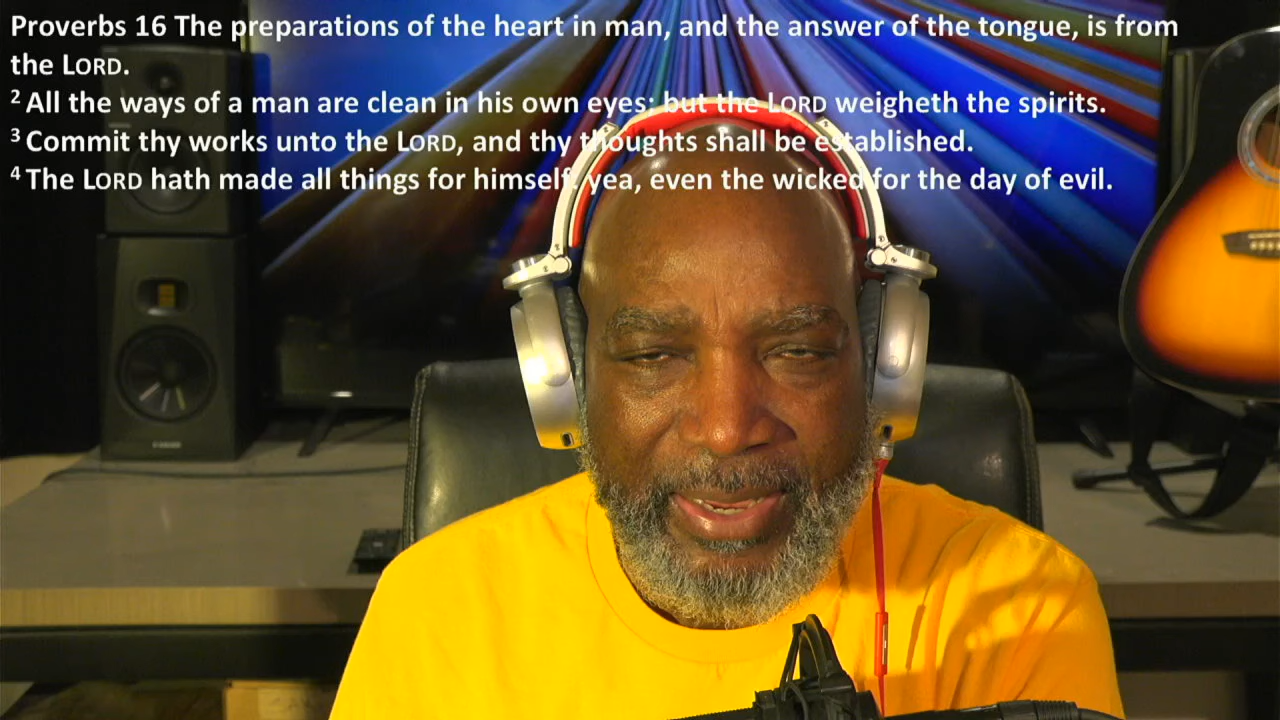 Proverbs 16 The preparations of the heart in man, and the answer of the tongue, is from
the LORD.
2 All the ways of a man are clean in his own eyes; but the LORD weigheth the spirits.
3 Commit thy works unto the LORD, and thy thoughts shall be established.
4 The LORD hath made all things for himself: yea, even the wicked for the day of evil.